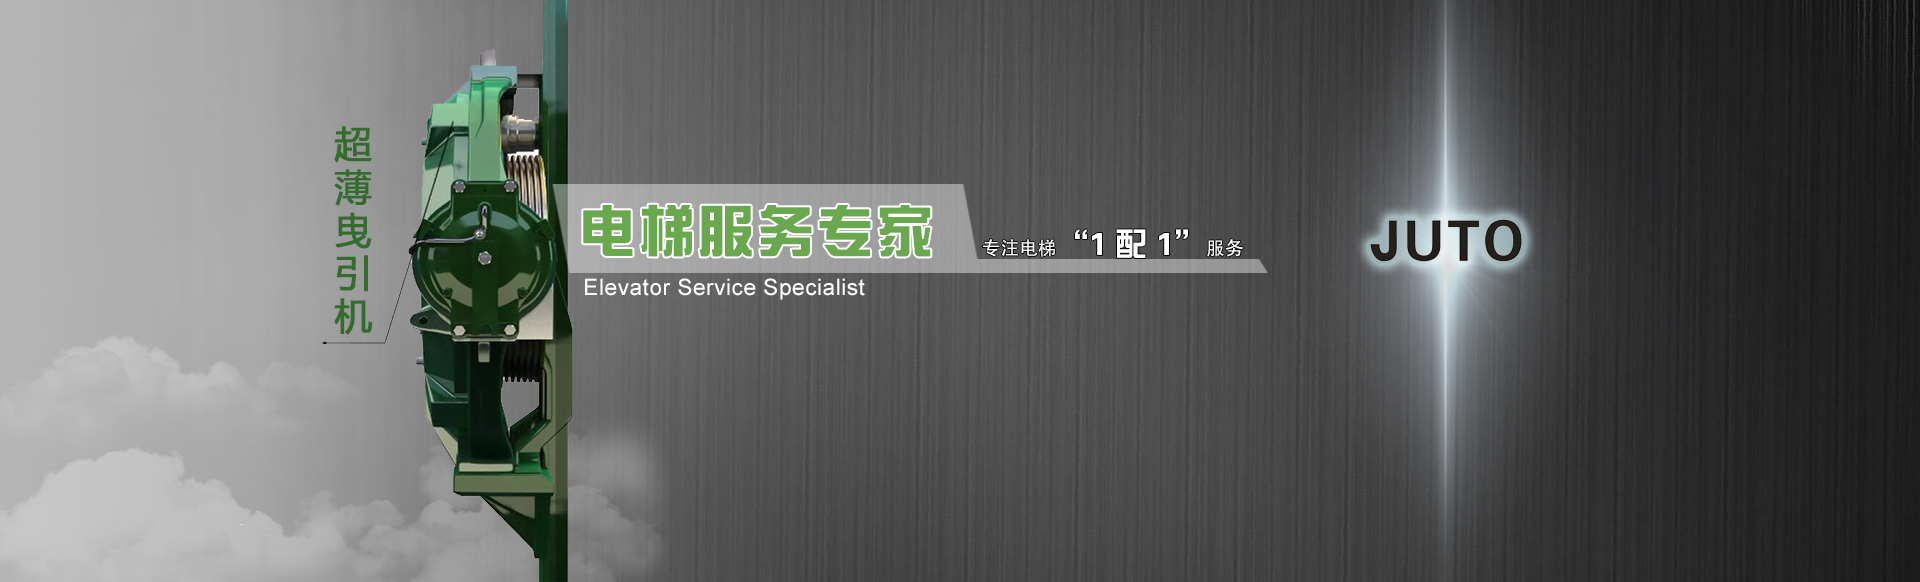 超薄曳引机
电梯服务专家
专注电梯 “1 配 1” 服务
Elevator Service Specialist
JUTO